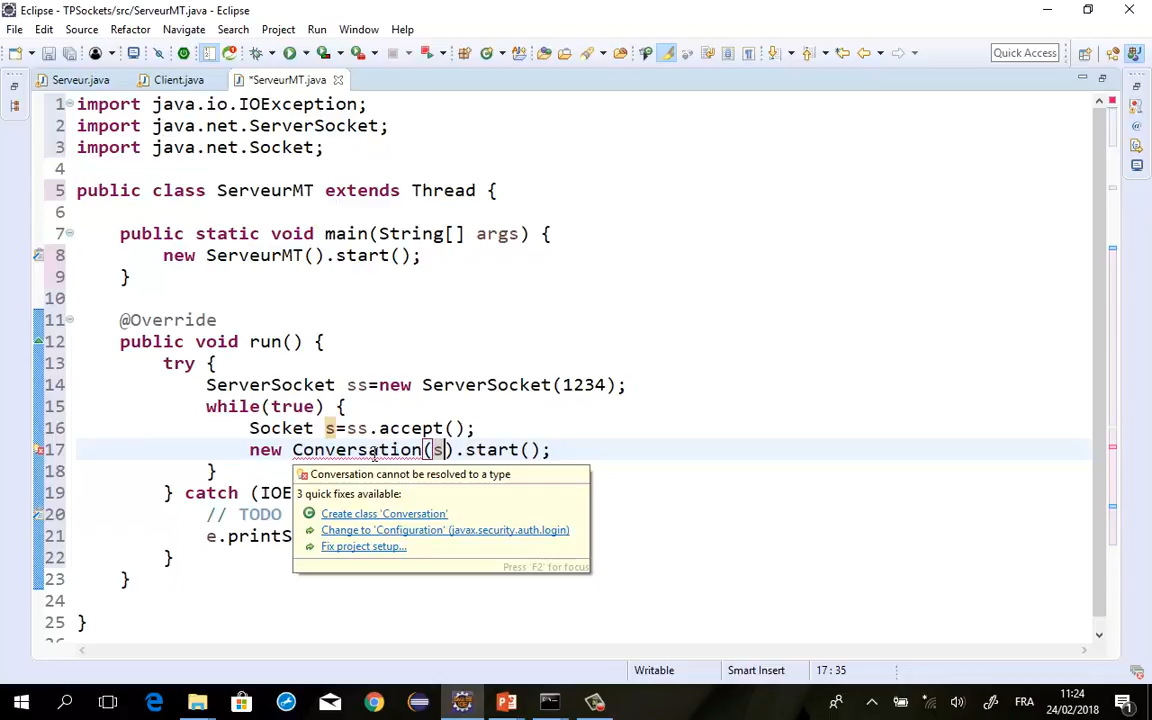 Eclipse - TPSockets/src/ServeurMT.java - Eclipse
File Edit Source Refactor Navigate Search Project Run Window Help
Quick Access
Serveur.java Client.java *ServeurMT.java
1 import java.io.IOException;
2 import java.net.ServerSocket;
3 import java.net.Socket;
4
5 public class ServeurMT extends Thread {
6
7 public static void main(String[] args) {
8 new ServeurMT().start();
9 }
10
11 @Override
12 public void run() {
13 try {
14 ServerSocket ss=new ServerSocket(1234);
15 while(true) {
16 Socket s=ss.accept();
17 new Conversation(s).start();
18 }
Conversation cannot be resolved to a type
19 } catch (IOE
3 quick fixes available:
Create class 'Conversation'
20 // TODO
Change to 'Configuration' (javax.security.auth.login)
21 e.printS
Fix project setup...
22 }
Press 'F2' for focus
23 }
24
25 }
26
Writable Smart Insert 17 : 35
FRA 11:24
24/02/2018
1